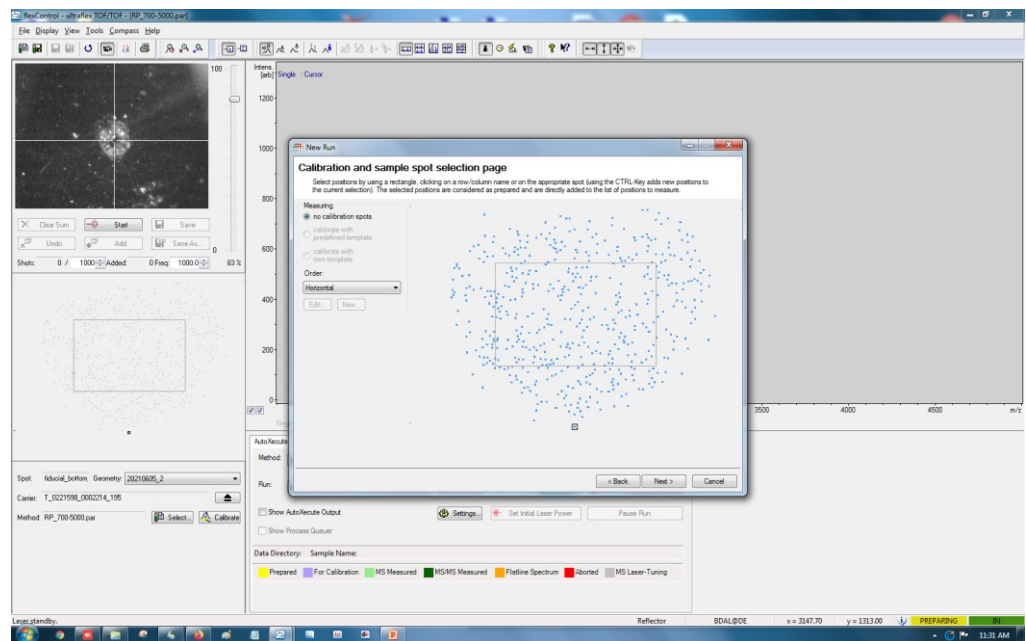 flexControl - ultraflex TOF/TOF - [RP_700-5000.par]
File Display View Tools Compass Help
100
0
Clear Sum Start Save
Undo Add Save As...
Shots: 0 / 1000 Added: 0 Freq: 1000.0 83 %
Intens.
[arb]
Single : Cursor
1200
1000
800
600
400
200
0
3500 4000 4500 m/z
New Run
Calibration and sample spot selection page
Select positions by using a rectangle, clicking on a row/column name or on the appropriate spot (using the CTRL-Key adds new positions to
the current selection). The selected positions are considered as prepared and are directly added to the list of positions to measure.
Measuring
no calibration spots
calibrate with
predefined template
calibrate with
own template
Order:
Horizontal
Edit... New...
< Back Next > Cancel
Spot: fiducial_bottom; Geometry: 20210605_2
Carrier: T_0221598_0002214_195
Method: RP_700-5000.par Select... Calibrate
AutoXecute
Method:
Run:
Show AutoXecute Output Settings... Set Initial Laser Power Pause Run
Show Process Queuer
Data Directory: Sample Name:
Prepared For Calibration MS Measured MS/MS Measured Flatline Spectrum Aborted MS Laser-Tuning
Laser standby. Reflector BDAL@DE x = 3147.70 y = 1313.00 PREPARING IN
11:31 AM